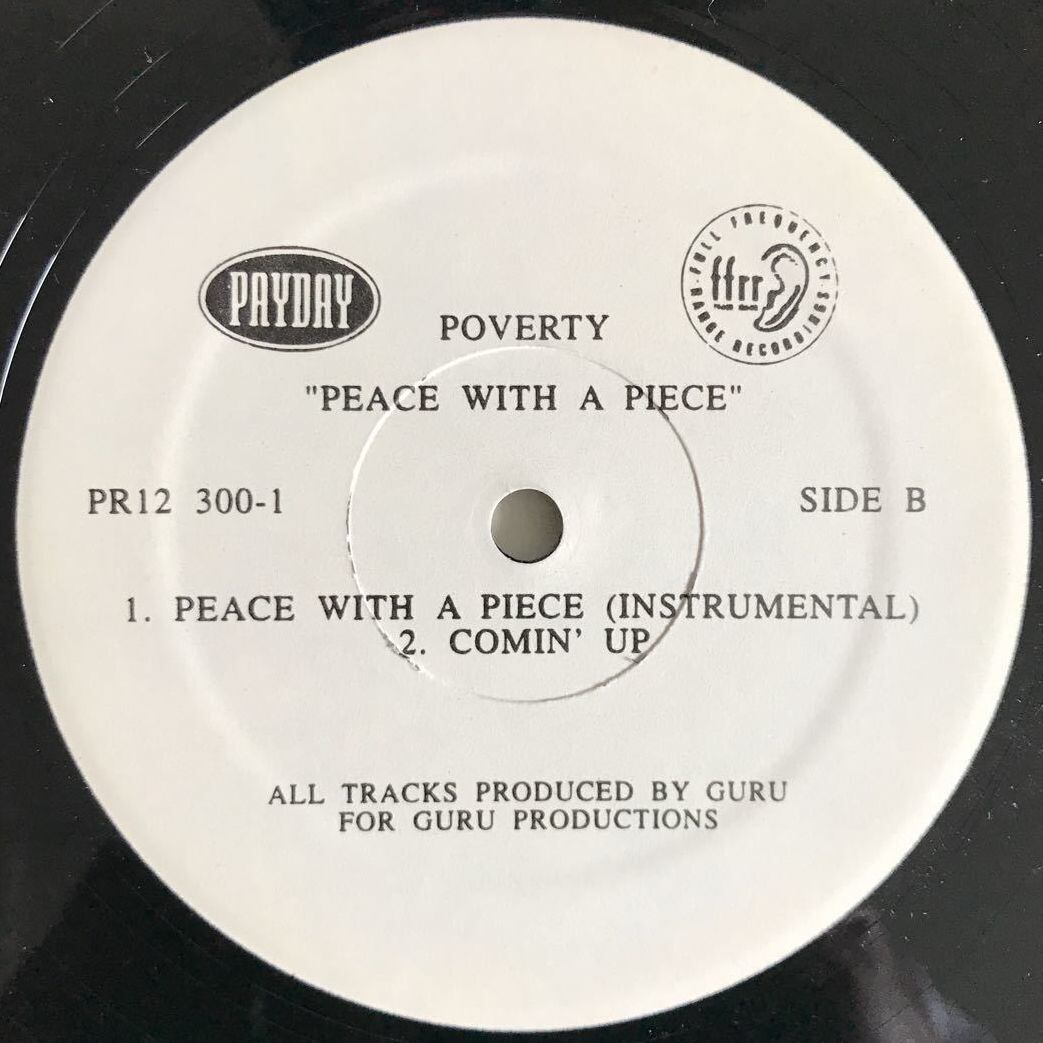 PAYDAY
FULL FREQUENCY
ffrr
RANGE RECORDINGS
POVERTY
"PEACE WITH A PIECE"
PR12 300-1
SIDE B
1. PEACE WITH A PIECE (INSTRUMENTAL)
2. COMIN' UP
ALL TRACKS PRODUCED BY GURU
FOR GURU PRODUCTIONS